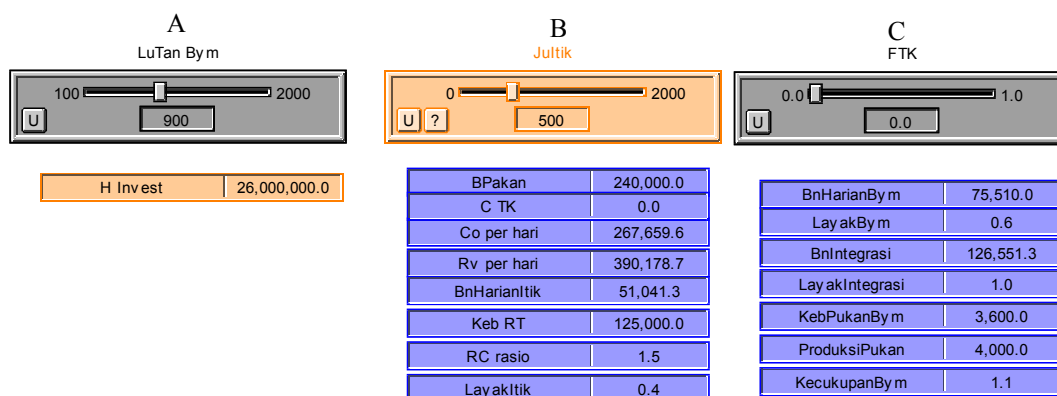 A
LuTan Bym
100
2000
U
900
H Invest 26,000,000.0
B
Jultik
0
2000
U ?
500
BPakan 240,000.0
C TK 0.0
Co per hari 267,659.6
Rv per hari 390,178.7
BnHarianItik 51,041.3
Keb RT 125,000.0
RC rasio 1.5
LayakItik 0.4
C
FTK
0.0
1.0
U
0.0
BnHarianBym 75,510.0
LayakBym 0.6
BnIntegrasi 126,551.3
LayakIntegrasi 1.0
KebPukanBym 3,600.0
ProduksiPukan 4,000.0
KecukupanBym 1.1